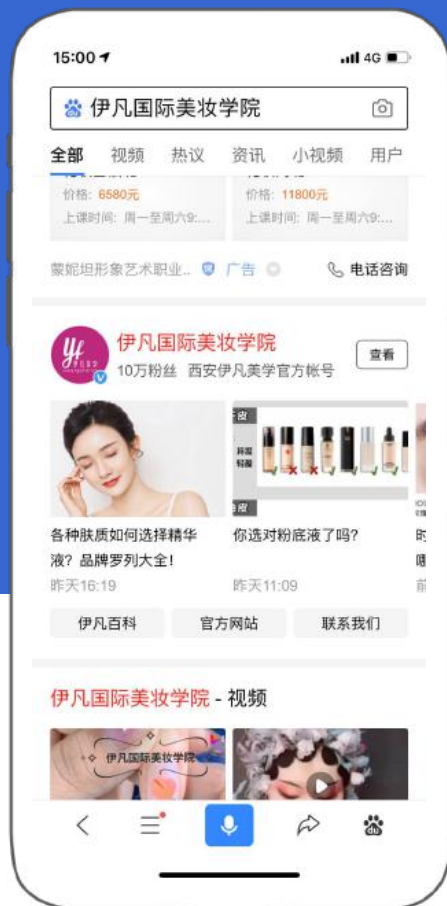 15:00
4G
伊凡国际美妆学院
全部 视频 热议 资讯 小视频 用户
价格: 6580元 价格: 11800元
上课时间: 周一至周六9:... 上课时间: 周一至周六9:...
蒙妮坦形象艺术职业.. 广告 电话咨询
伊凡国际美妆学院
10万粉丝 西安伊凡美学官方帐号
查看
各种肤质如何选择精华
液? 品牌罗列大全!
昨天16:19
你选对粉底液了吗?
昨天11:09
伊凡百科 官方网站 联系我们
伊凡国际美妆学院 - 视频
伊凡国际美妆学院
du